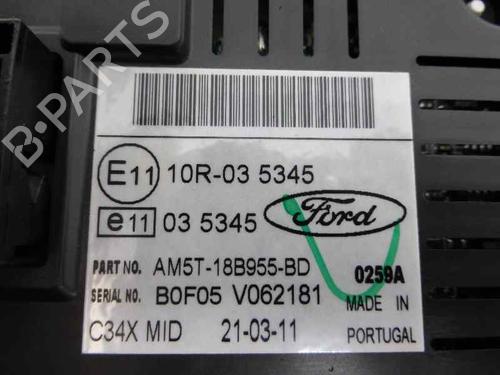 B-PARTS
E11 10R-03 5345
e11 03 5345 Ford
PART NO. AM5T-18B955-BD 0259A
SERIAL NO. B0F05 V062181 MADE IN
C34X MID 21-03-11 PORTUGAL